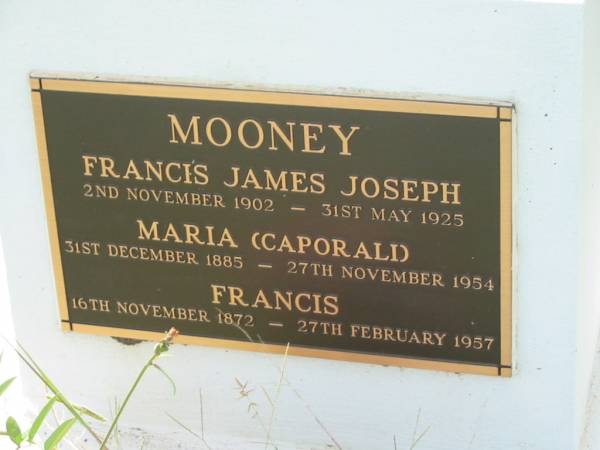 MOONEY
FRANCIS JAMES JOSEPH
2ND NOVEMBER 1902 – 31ST MAY 1925
MARIA (CAPORALI)
31ST DECEMBER 1885 – 27TH NOVEMBER 1954
FRANCIS
16TH NOVEMBER 1872 – 27TH FEBRUARY 1957